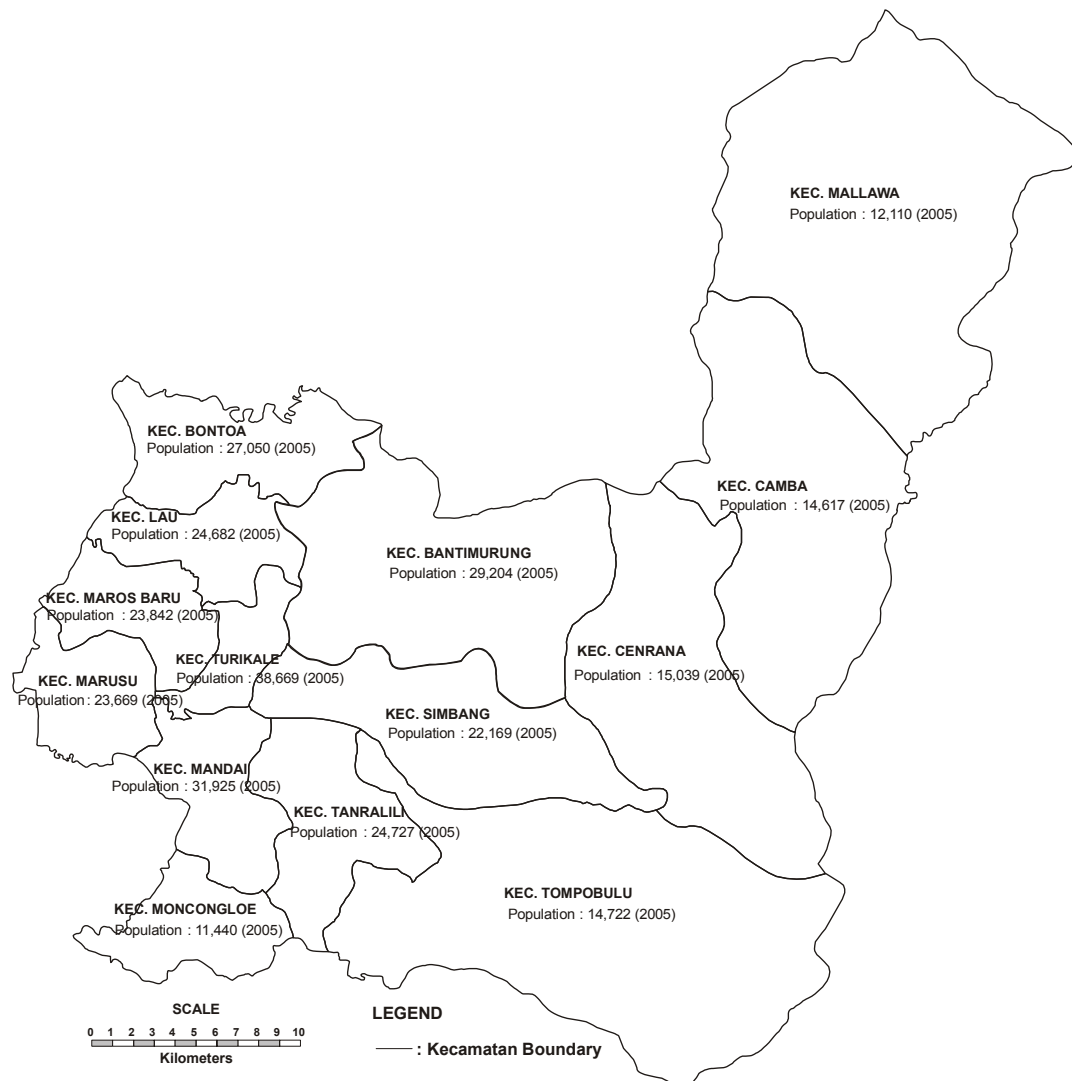 KEC. MALLAWA
Population : 12,110 (2005)
KEC. BONTOA
Population : 27,050 (2005)
KEC. CAMBA
Population : 14,617 (2005)
KEC. LAU
Population : 24,682 (2005)
KEC. BANTIMURUNG
Population : 29,204 (2005)
KEC. MAROS BARU
Population : 23,842 (2005)
KEC. TURIKALE
Population : 38,669 (2005)
KEC. CENRANA
Population : 15,039 (2005)
KEC. MARUSU
Population : 23,669 (2005)
KEC. SIMBANG
Population : 22,169 (2005)
KEC. MANDAI
Population : 31,925 (2005)
KEC. TANRALILI
Population : 24,727 (2005)
KEC. TOMPOBULU
Population : 14,722 (2005)
KEC. MONCONGLOE
Population : 11,440 (2005)
SCALE
0 1 2 3 4 5 6 7 8 9 10
Kilometers
LEGEND
: Kecamatan Boundary